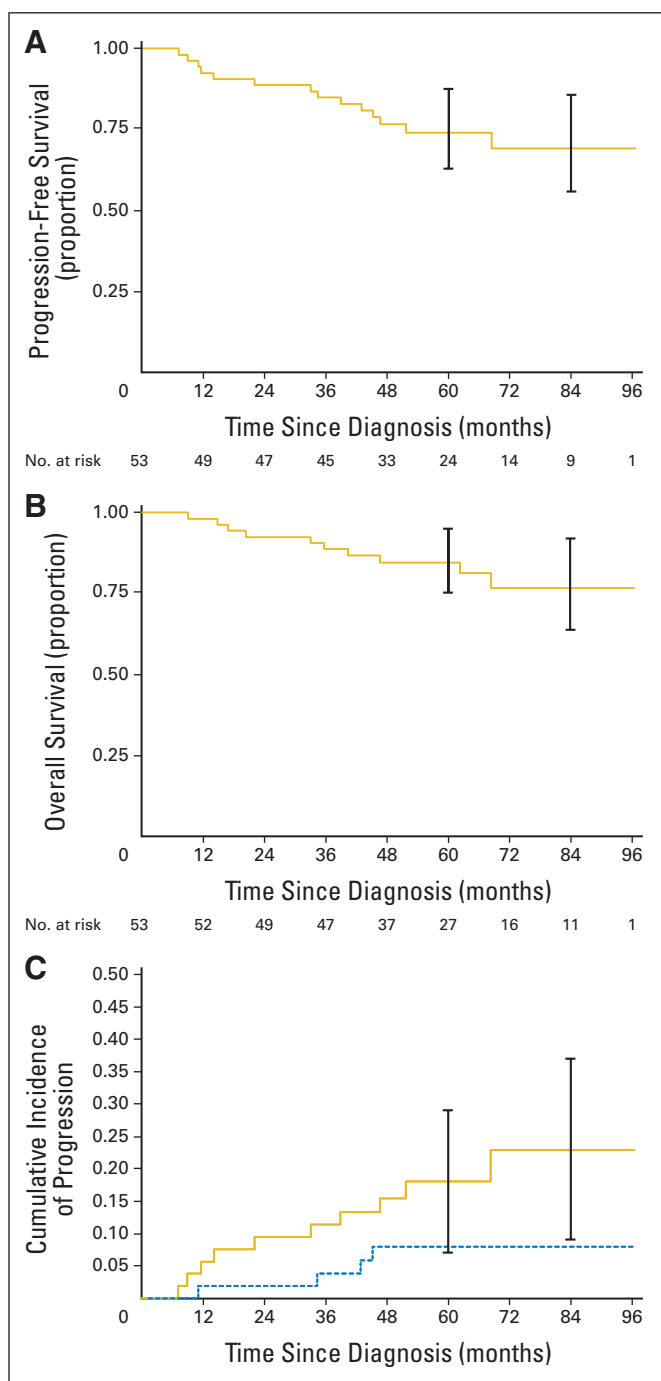 A
Progression-Free Survival
(proportion)
1.00
0.75
0.50
0.25
0 12 24 36 48 60 72 84 96
Time Since Diagnosis (months)
No. at risk 53 49 47 45 33 24 14 9 1
B
Overall Survival (proportion)
1.00
0.75
0.50
0.25
0 12 24 36 48 60 72 84 96
Time Since Diagnosis (months)
No. at risk 53 52 49 47 37 27 16 11 1
C
Cumulative Incidence
of Progression
0.50
0.45
0.40
0.35
0.30
0.25
0.20
0.15
0.10
0.05
0 12 24 36 48 60 72 84 96
Time Since Diagnosis (months)